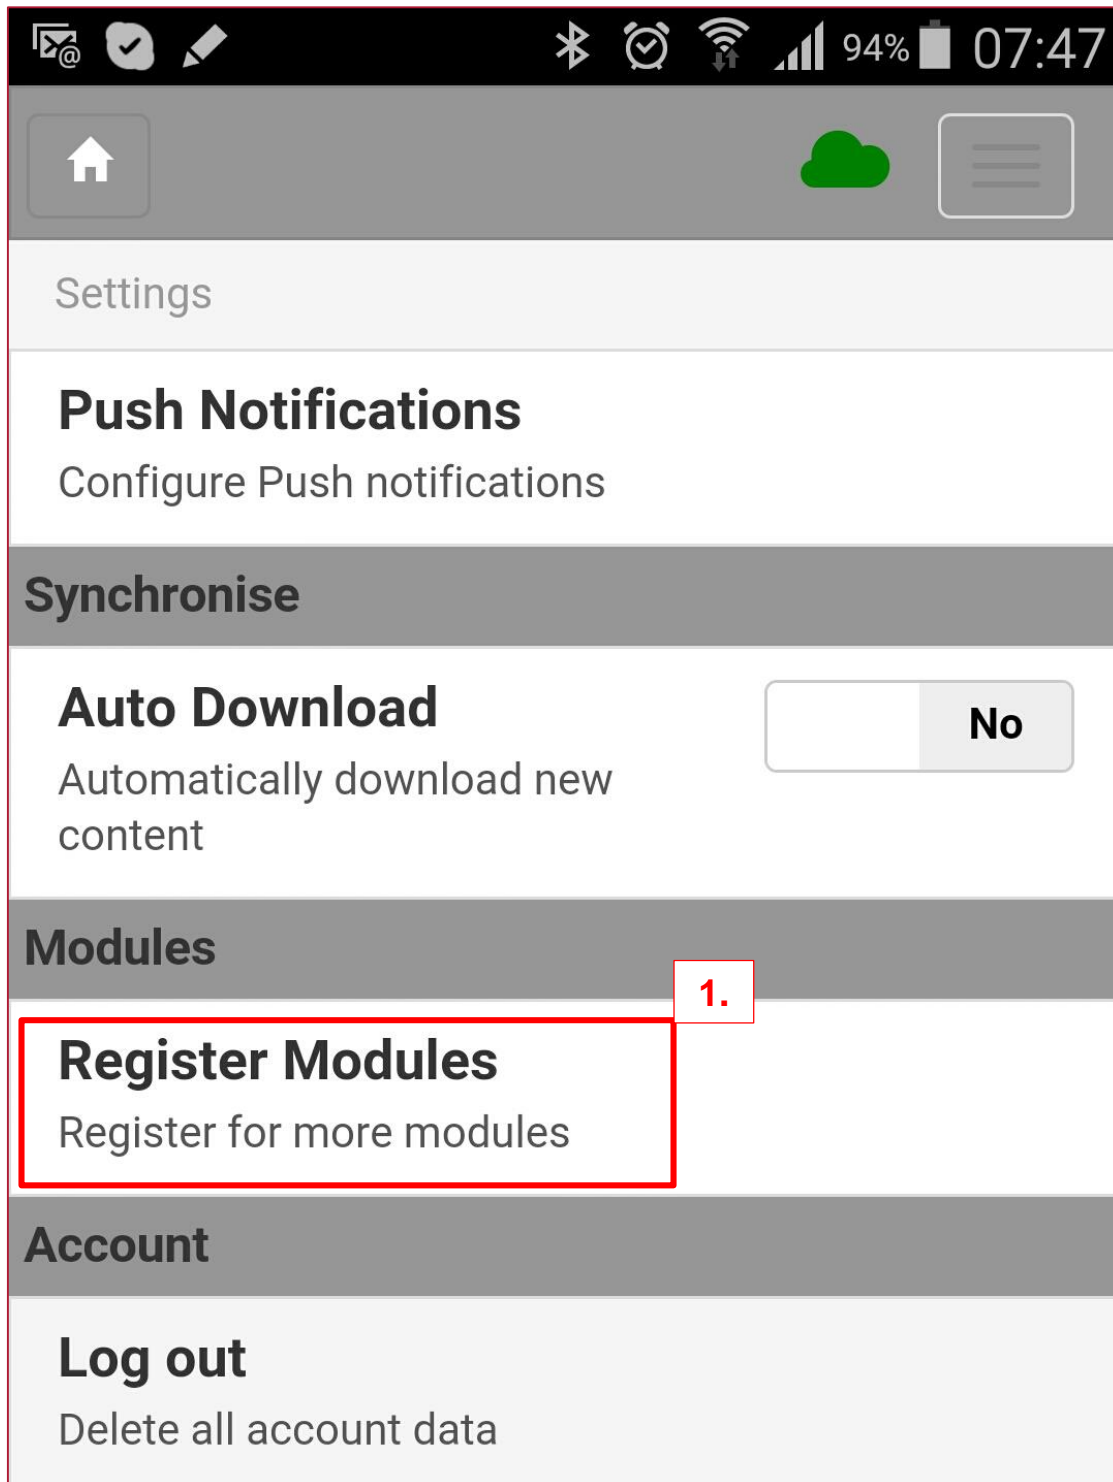 94% 07:47
Settings
Push Notifications
Configure Push notifications
Synchronise
Auto Download
No
Automatically download new
content
Modules
1.
Register Modules
Register for more modules
Account
Log out
Delete all account data